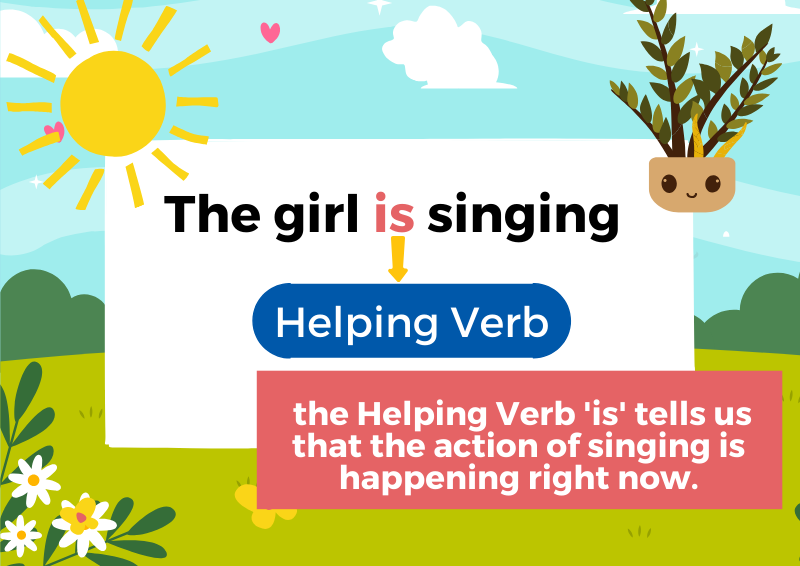 The girl is singing
Helping Verb
the Helping Verb 'is' tells us
that the action of singing is
happening right now.